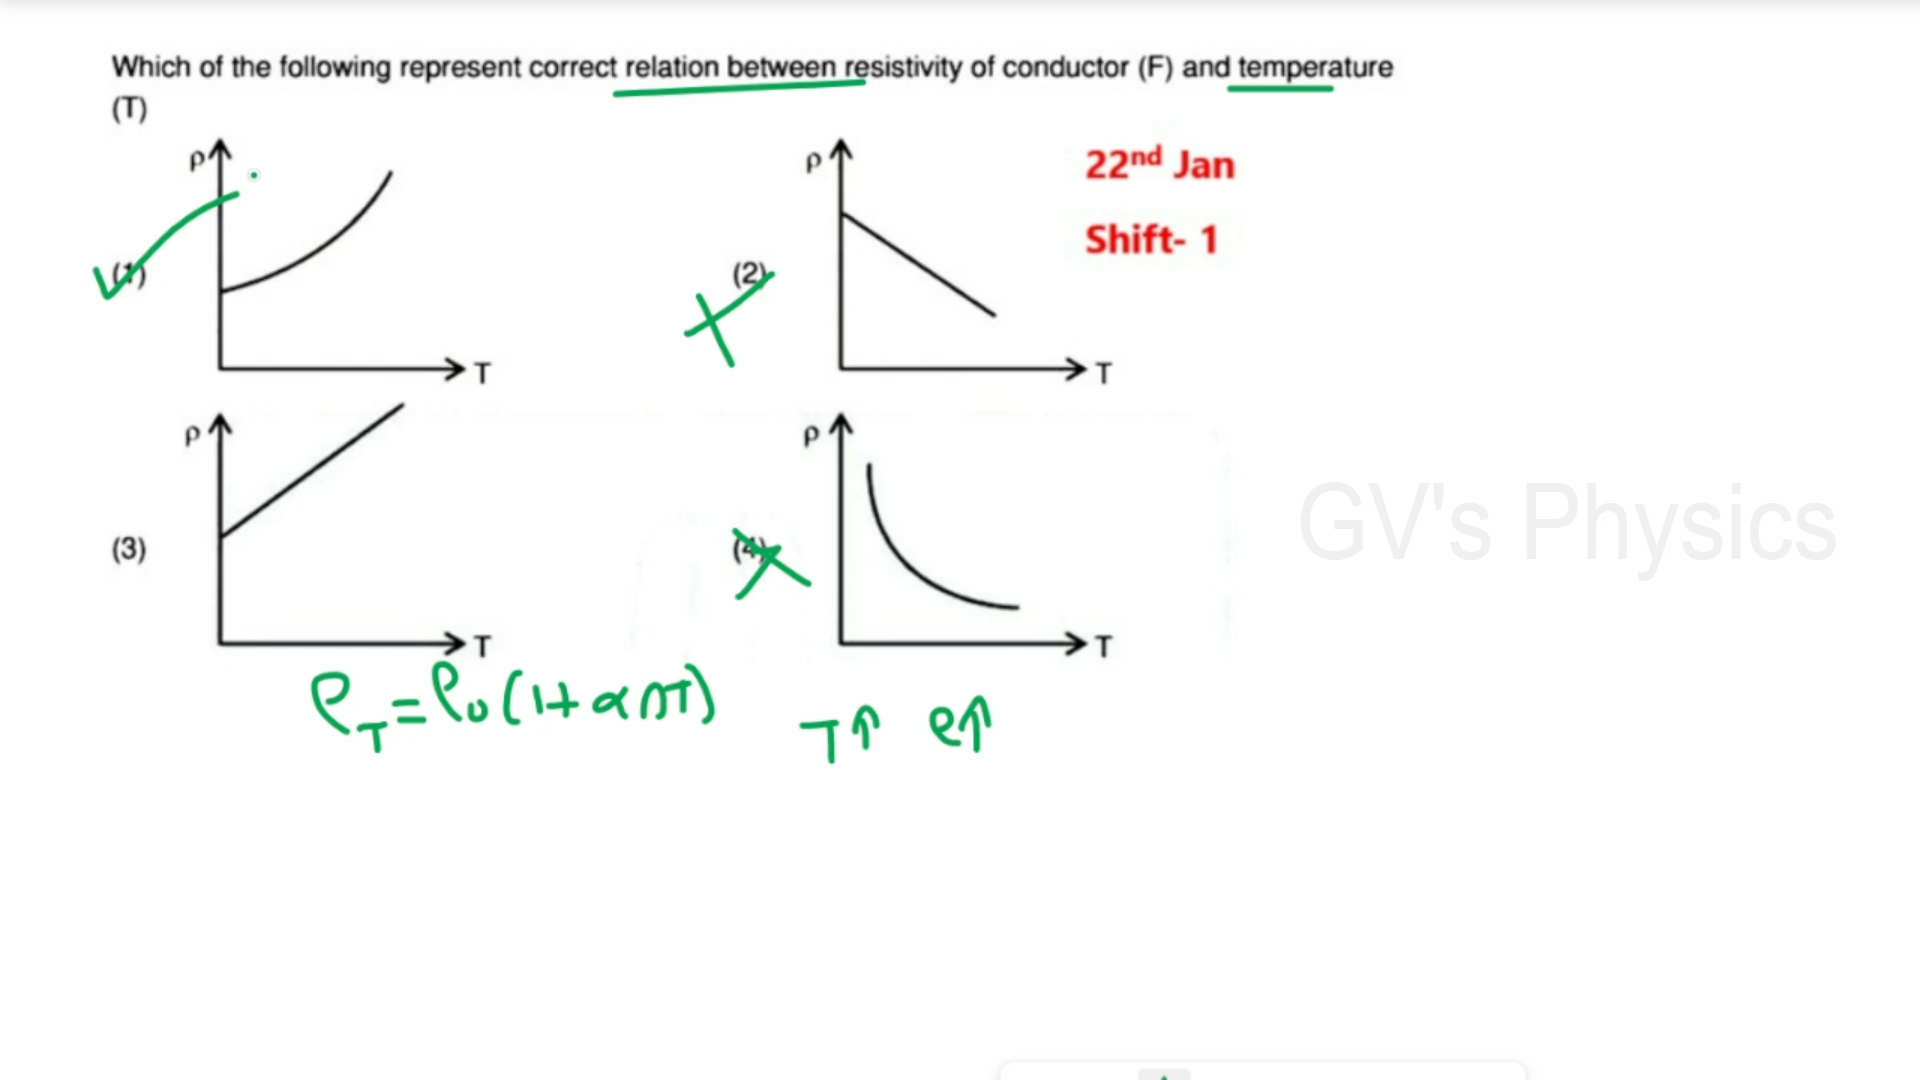 Which of the following represent correct relation between resistivity of conductor (F) and temperature
(T)
ρ
(1)
T
ρ
(2)
T
22nd Jan
Shift- 1
ρ
(3)
T
ρ
(4)
T
GV's Physics
ρT = ρ0 (1+αΔT)
T↑ ρ↑